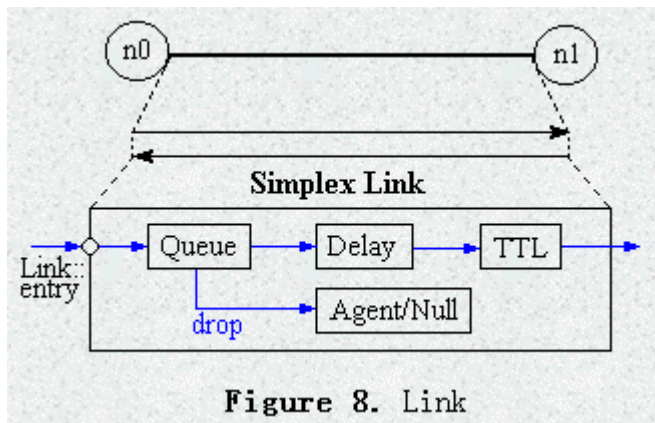 n0
n1
Simplex Link
Queue
Delay
TTL
Link::
entry
drop
Agent/Null
Figure 8. Link